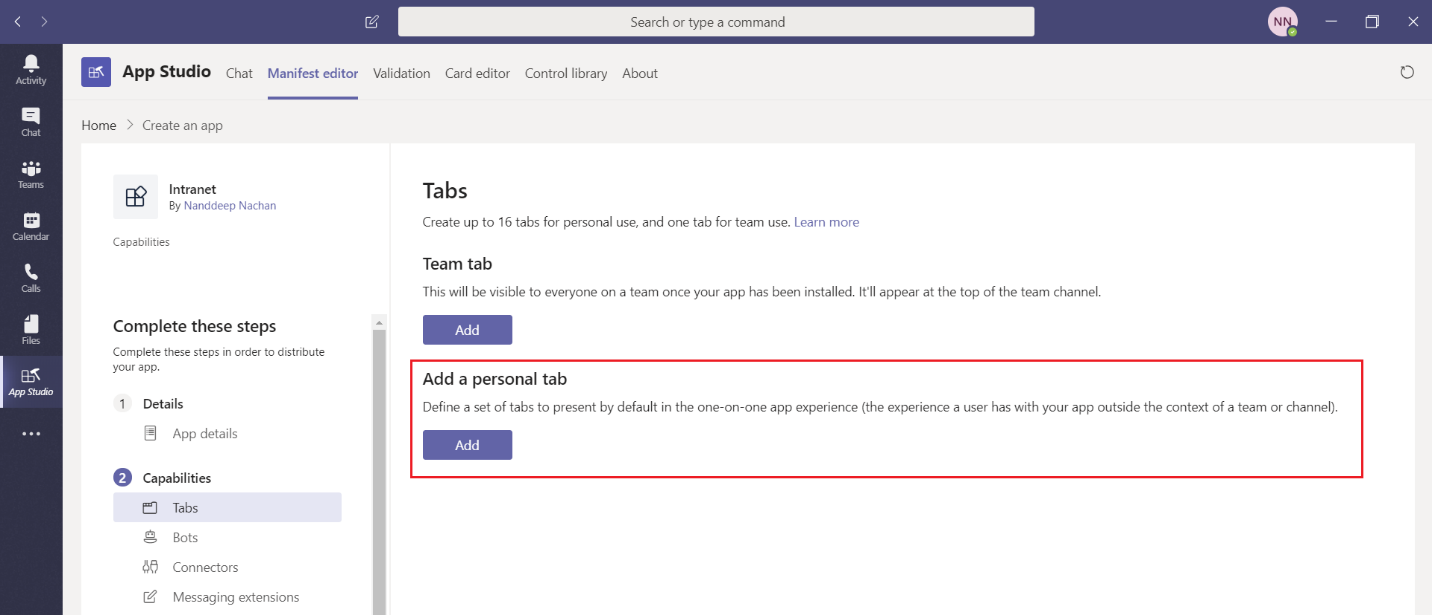 Search or type a command
NN
Activity
Chat
Teams
Calendar
Calls
Files
App Studio
App Studio
Chat
Manifest editor
Validation
Card editor
Control library
About
Home > Create an app
Intranet
By Nanddeep Nachan
Capabilities
Complete these steps
Complete these steps in order to distribute
your app.
1 Details
App details
2 Capabilities
Tabs
Bots
Connectors
Messaging extensions
Tabs
Create up to 16 tabs for personal use, and one tab for team use. Learn more
Team tab
This will be visible to everyone on a team once your app has been installed. It'll appear at the top of the team channel.
Add
Add a personal tab
Define a set of tabs to present by default in the one-on-one app experience (the experience a user has with your app outside the context of a team or channel).
Add